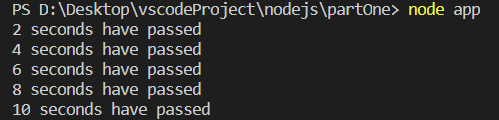 PS D:\Desktop\vscodeProject\nodejs\partOne> node app
2 seconds have passed
4 seconds have passed
6 seconds have passed
8 seconds have passed
10 seconds have passed